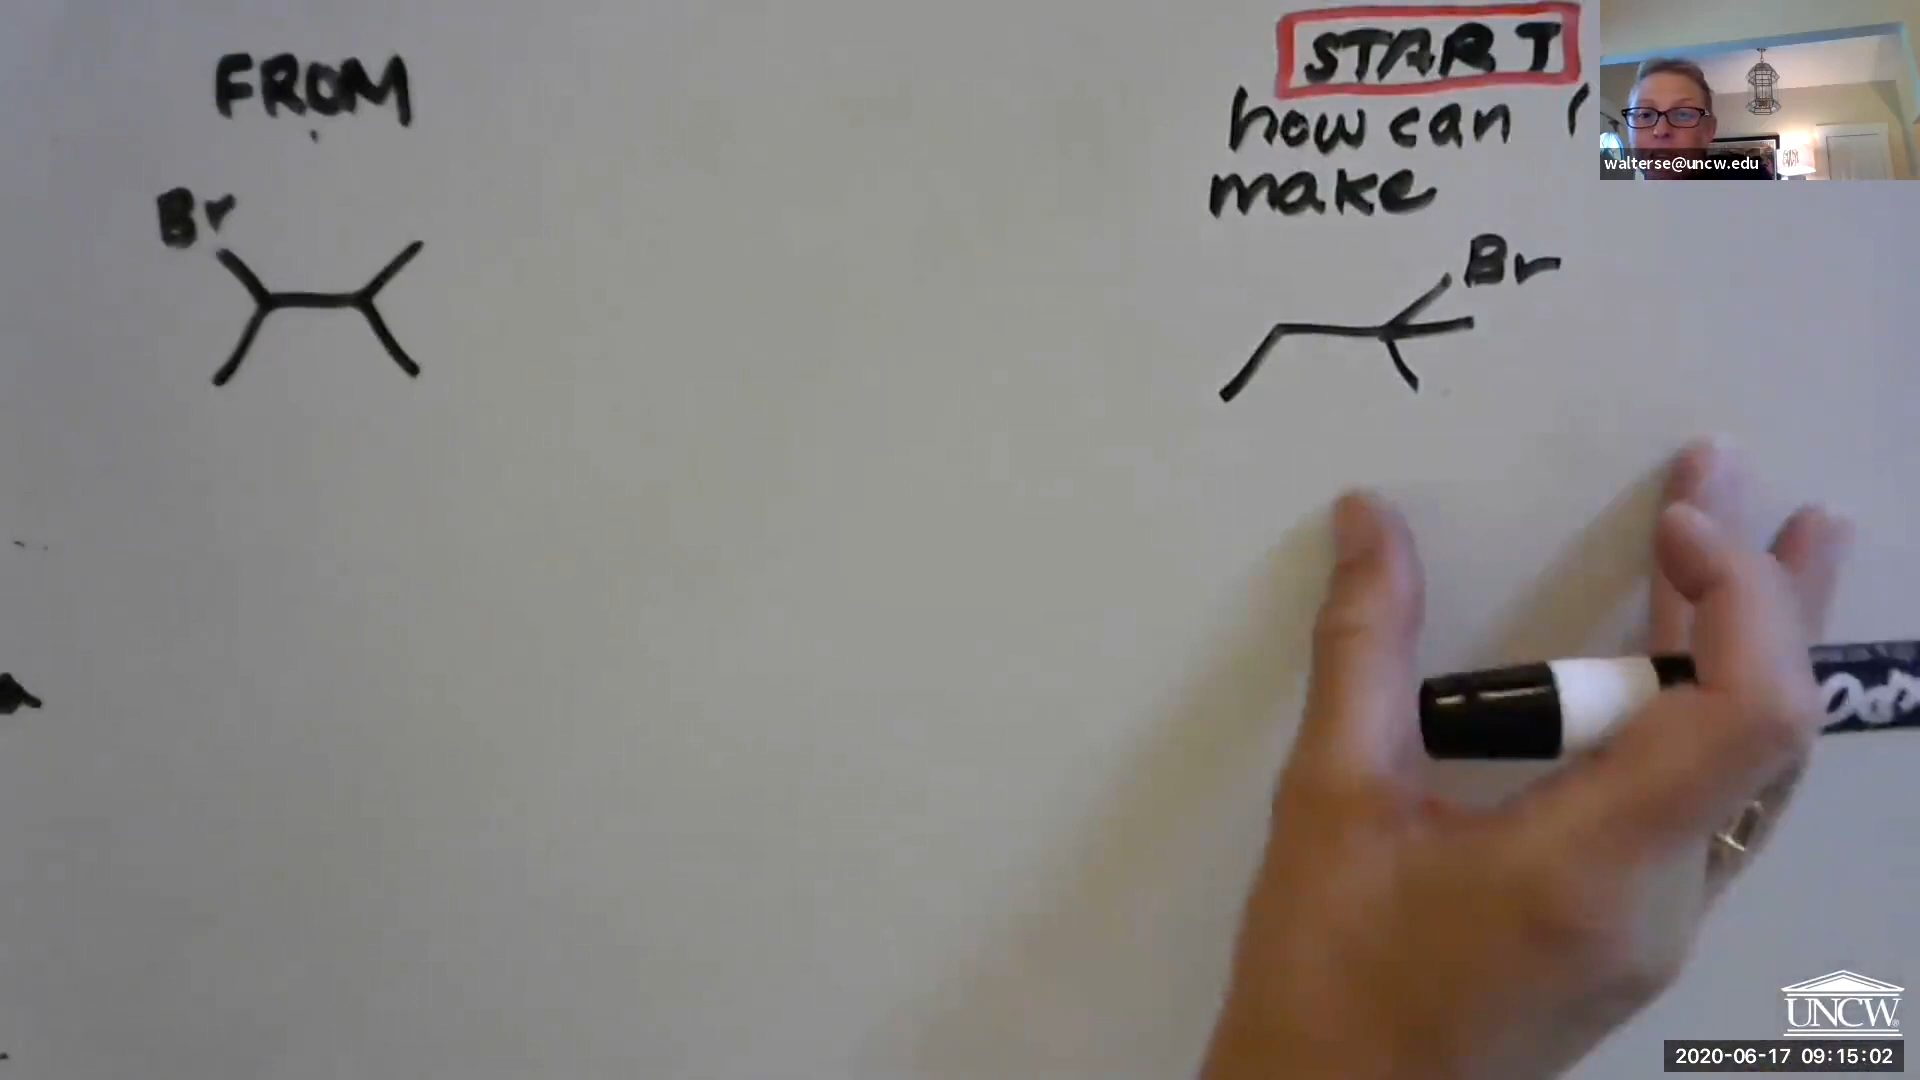 FROM
Br
START
how can I
make
Br
walterse@uncw.edu
UNCW
2020-06-17 09:15:02